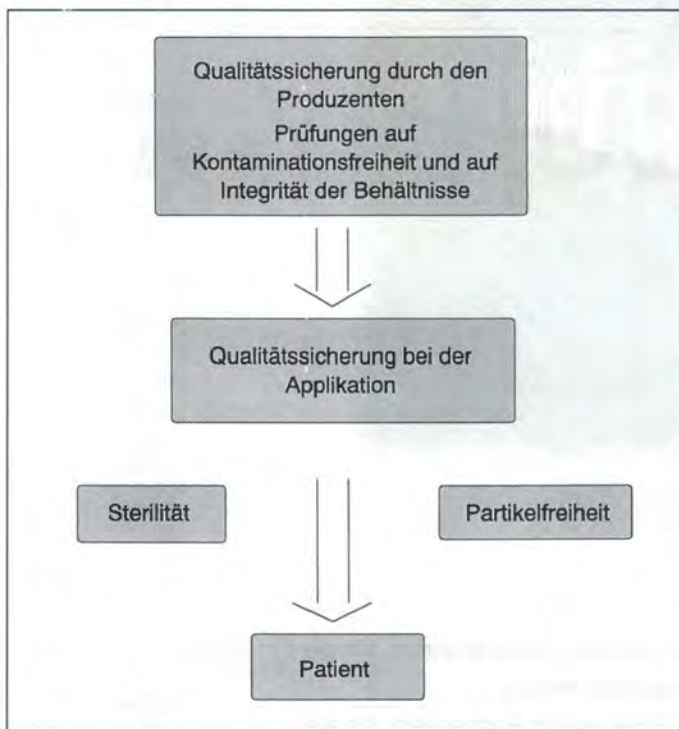 Qualitätssicherung durch den
Produzenten
Prüfungen auf
Kontaminationsfreiheit und auf
Integrität der Behältnisse
Qualitätssicherung bei der
Applikation
Sterilität
Partikelfreiheit
Patient